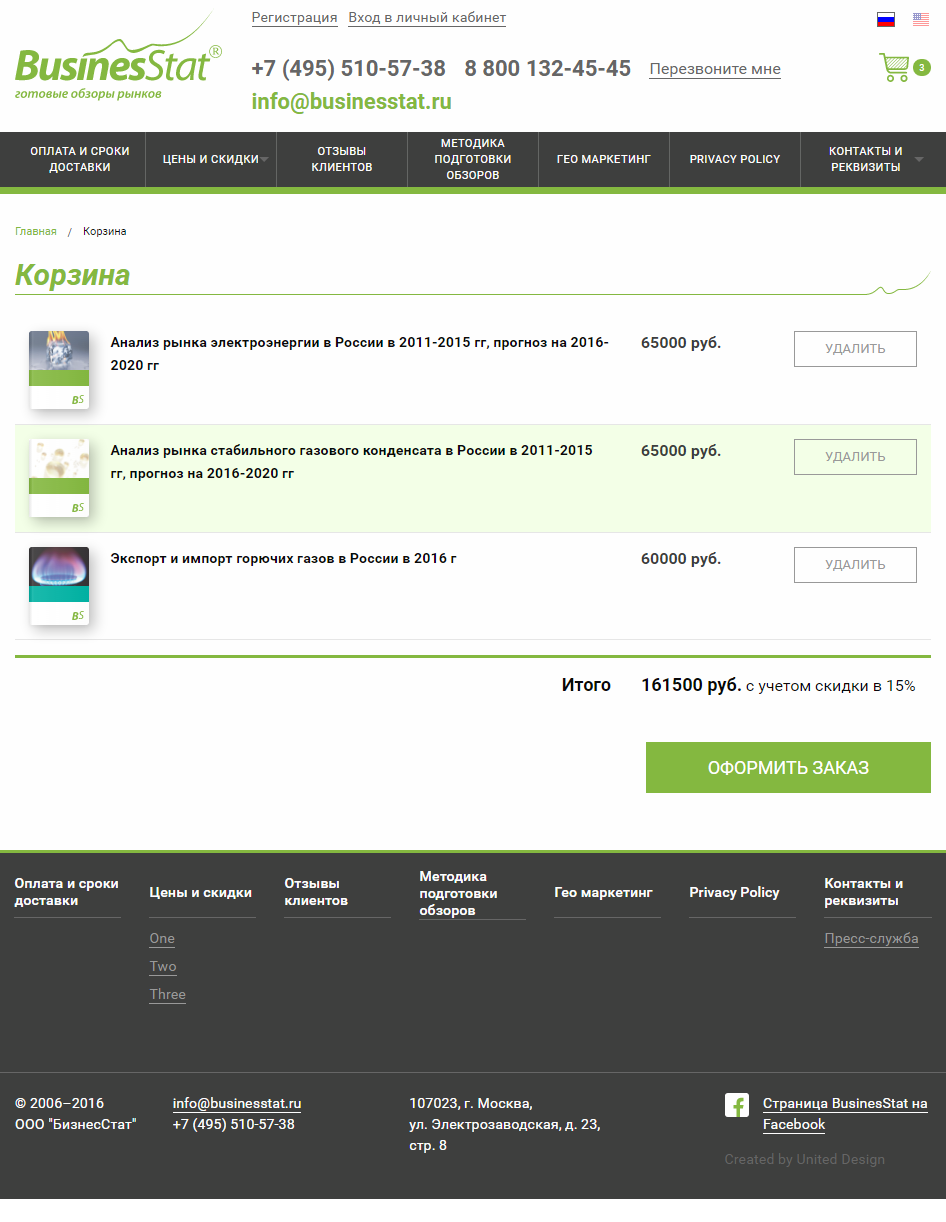 Регистрация Вход в личный кабинет
BusinesStat®
готовые обзоры рынков
+7 (495) 510-57-38 8 800 132-45-45 Перезвоните мне
3
info@businesstat.ru
ОПЛАТА И СРОКИ
ДОСТАВКИ
ЦЕНЫ И СКИДКИ
ОТЗЫВЫ
КЛИЕНТОВ
МЕТОДИКА
ПОДГОТОВКИ
ОБЗОРОВ
ГЕО МАРКЕТИНГ
PRIVACY POLICY
КОНТАКТЫ И
РЕКВИЗИТЫ
Главная / Корзина
Корзина
Анализ рынка электроэнергии в России в 2011-2015 гг, прогноз на 2016-
2020 гг
65000 руб.
УДАЛИТЬ
BS
Анализ рынка стабильного газового конденсата в России в 2011-2015
гг, прогноз на 2016-2020 гг
65000 руб.
УДАЛИТЬ
BS
Экспорт и импорт горючих газов в России в 2016 г
60000 руб.
УДАЛИТЬ
BS
Итого 161500 руб. с учетом скидки в 15%
ОФОРМИТЬ ЗАКАЗ
Оплата и сроки
доставки
Цены и скидки
One
Two
Three
Отзывы
клиентов
Методика
подготовки
обзоров
Гео маркетинг
Privacy Policy
Контакты и
реквизиты
Пресс-служба
© 2006–2016
ООО "БизнесСтат"
info@businesstat.ru
+7 (495) 510-57-38
107023, г. Москва,
ул. Электрозаводская, д. 23,
стр. 8
Страница BusinesStat на
Facebook
Created by United Design